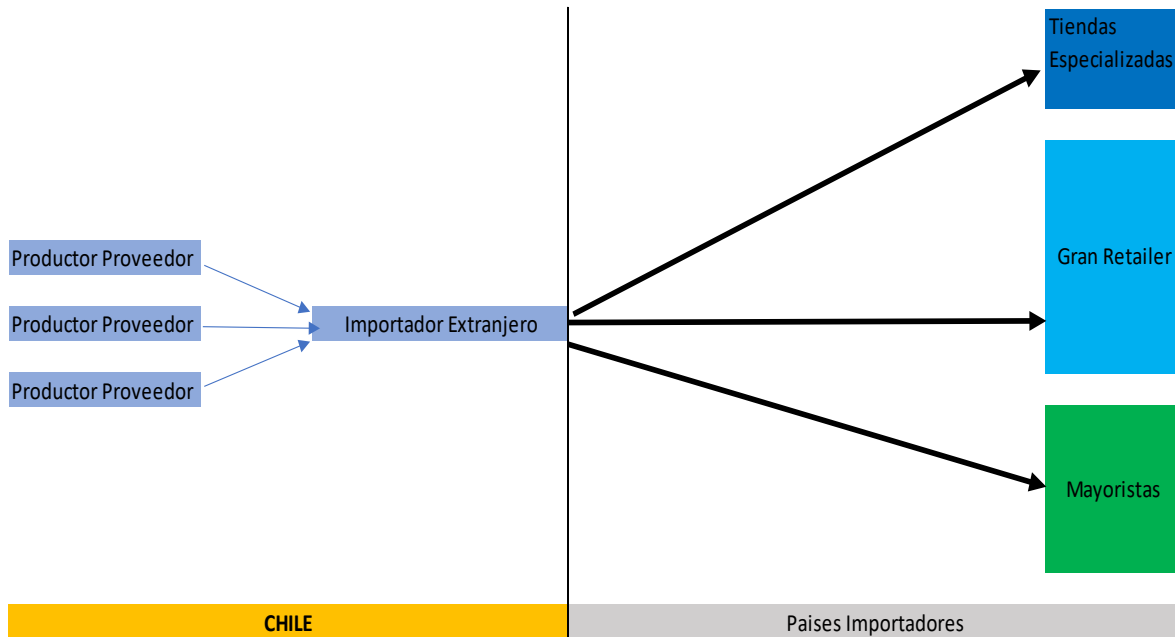 Tiendas
Especializadas
Gran Retailer
Productor Proveedor
Productor Proveedor
Importador Extranjero
Productor Proveedor
Mayoristas
CHILE
Paises Importadores